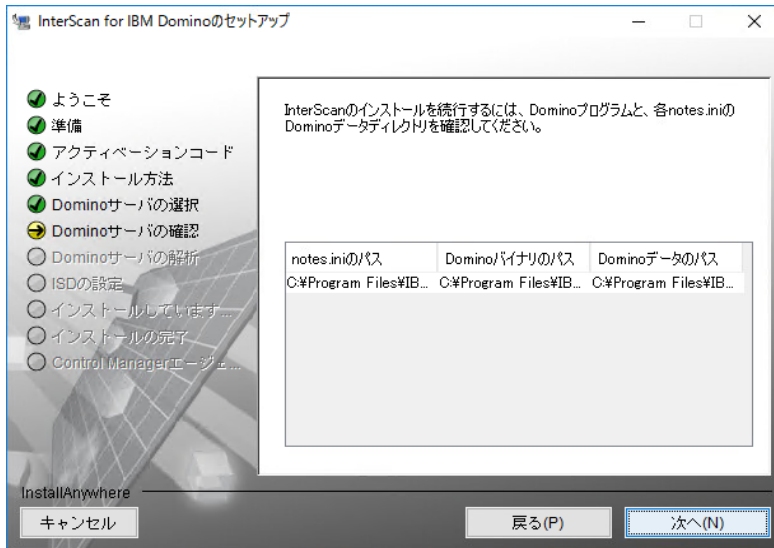 InterScan for IBM Dominoのセットアップ
ようこそ
準備
アクティベーションコード
インストール方法
Dominoサーバの選択
Dominoサーバの確認
Dominoサーバの解析
ISDの設定
インストールしています...
インストールの完了
Control Managerエージェ...
InterScanのインストールを続行するには、Dominoプログラムと、各notes.iniの
Dominoデータディレクトリを確認してください。
notes.iniのパス Dominoバイナリのパス Dominoデータのパス
C:¥Program Files¥IB... C:¥Program Files¥IB... C:¥Program Files¥IB...
InstallAnywhere
キャンセル 戻る(P) 次へ(N)